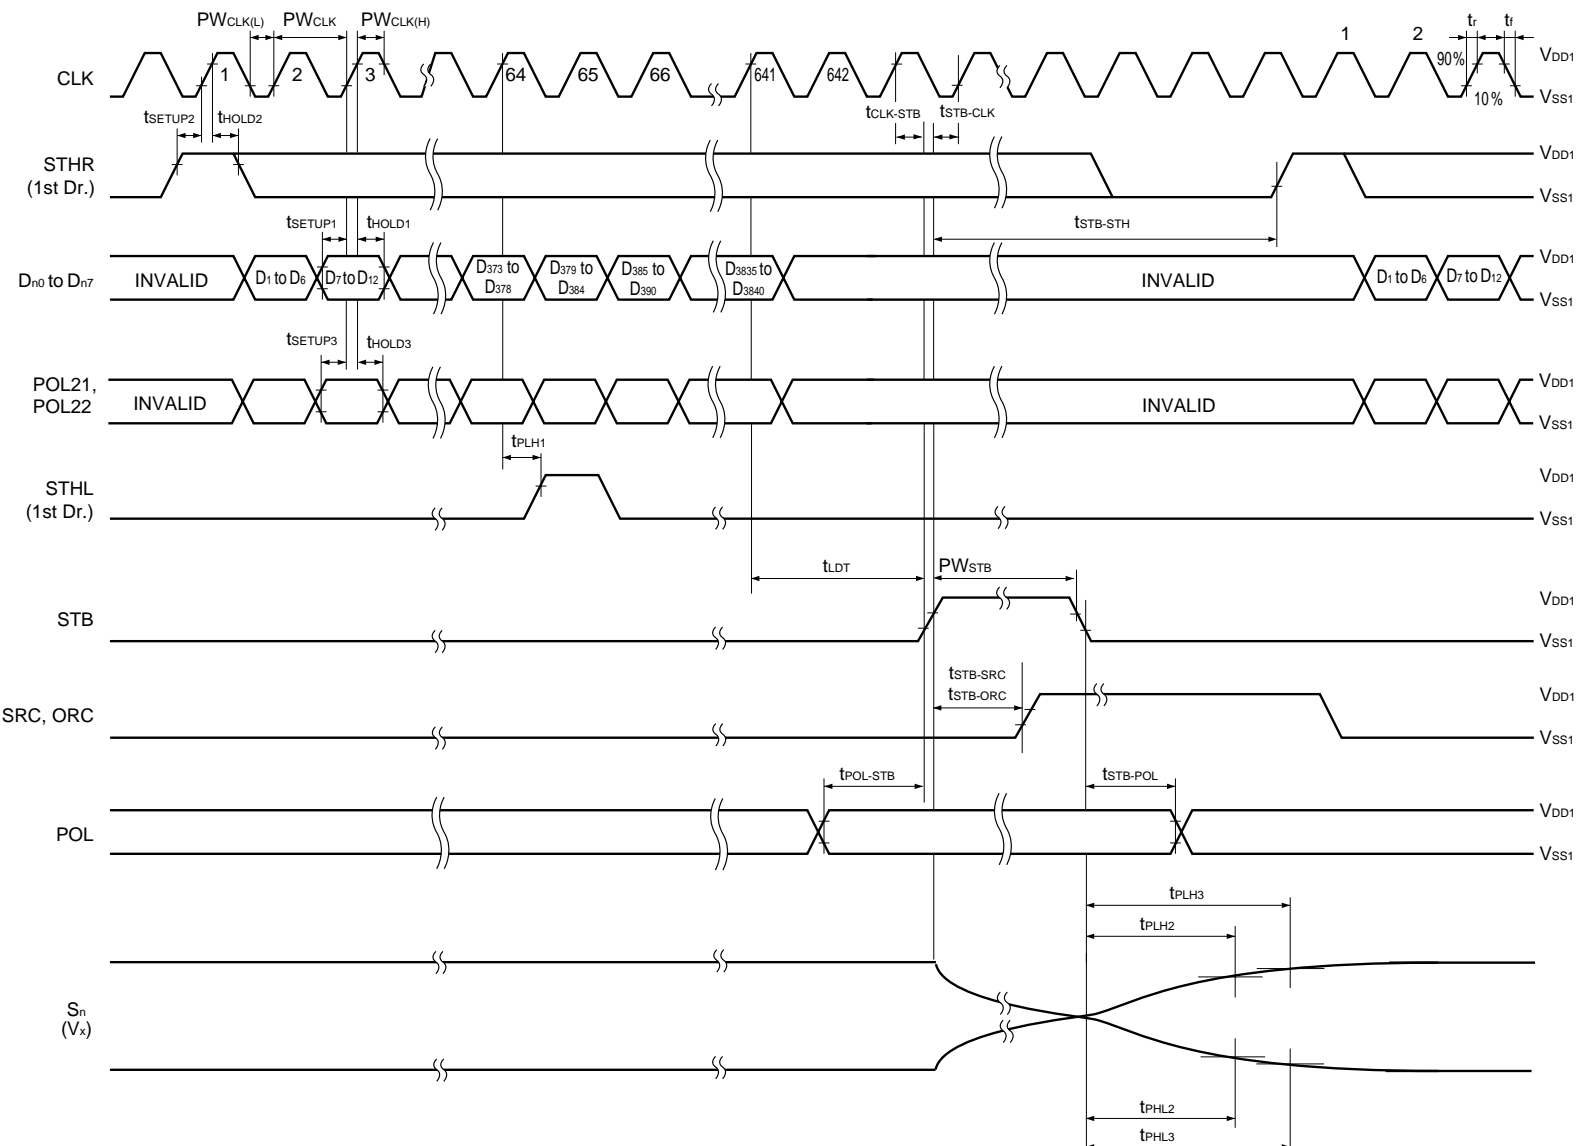 PWCLK(L) PWCLK PWCLK(H) 1 2 tr tf
CLK 1 2 3 64 65 66 641 642 90% 10% VDD1 VSS1
tSETUP2 tHOLD2 tCLK-STB tSTB-CLK
STHR
(1st Dr.) VDD1 VSS1
tSETUP1 tHOLD1 tSTB-STH
Dn0 to Dn7 INVALID D1 to D6 D7 to D12 D373 to D378 D379 to D384 D385 to D390 D3835 to D3840 INVALID D1 to D6 D7 to D12 VDD1 VSS1
tSETUP3 tHOLD3
POL21,
POL22 INVALID INVALID VDD1 VSS1
tPLH1
STHL
(1st Dr.) VDD1 VSS1
tLDT PWSTB
STB VDD1 VSS1
tSTB-SRC
tSTB-ORC
SRC, ORC VDD1 VSS1
tPOL-STB tSTB-POL
POL VDD1 VSS1
tPLH3
tPLH2
Sn
(Vx)
tPHL2
tPHL3